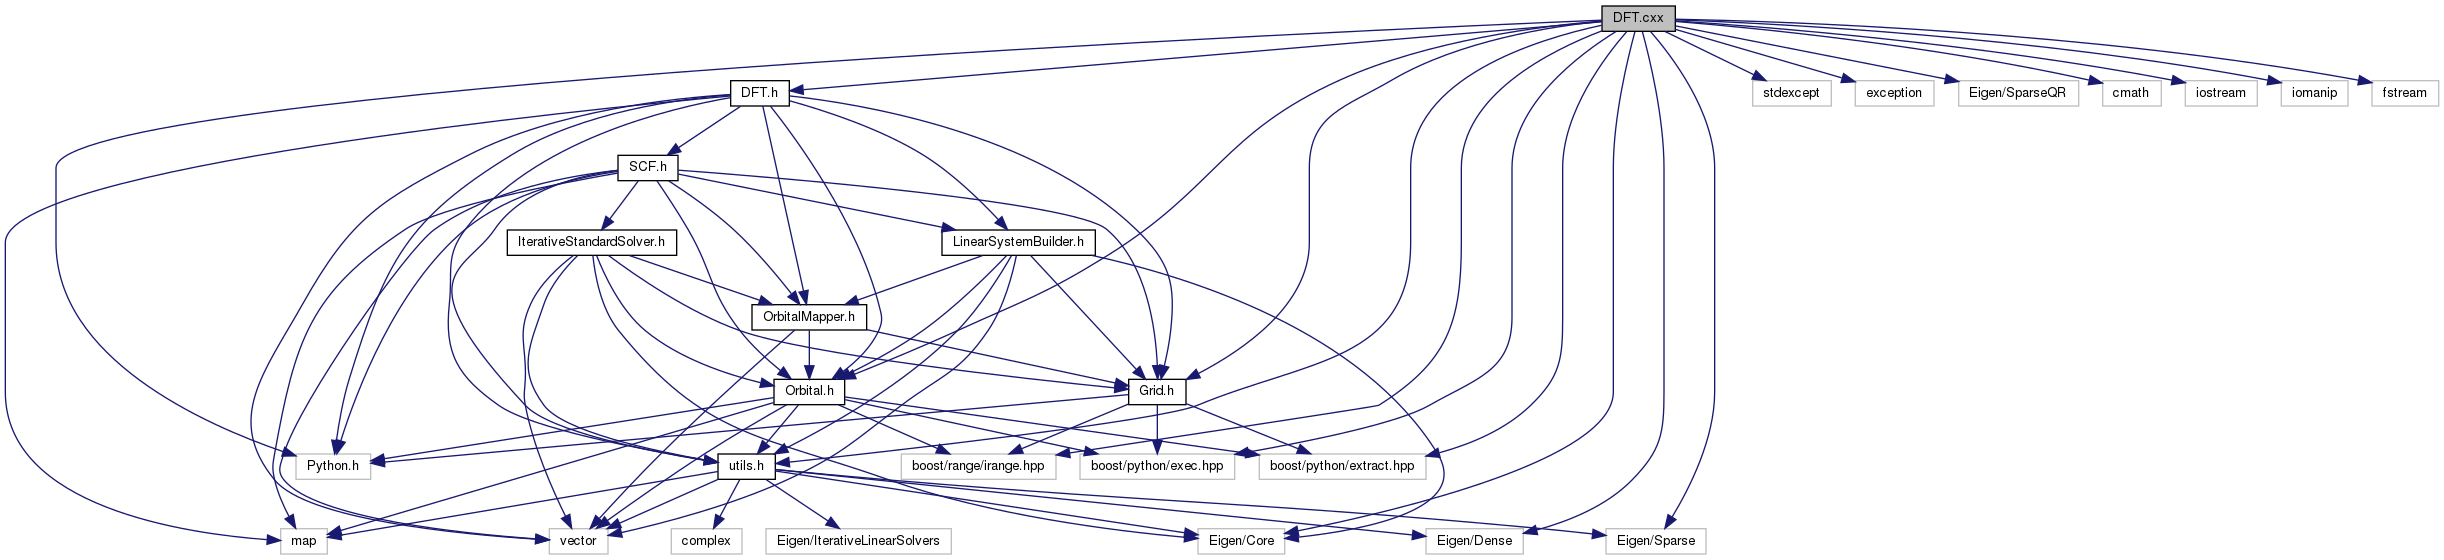 DFT.cxx
DFT.h
stdexcept
exception
Eigen/SparseQR
cmath
iostream
iomanip
fstream
SCF.h
IterativeStandardSolver.h
LinearSystemBuilder.h
OrbitalMapper.h
Orbital.h
Grid.h
Python.h
utils.h
boost/range/irange.hpp
boost/python/exec.hpp
boost/python/extract.hpp
map
vector
complex
Eigen/IterativeLinearSolvers
Eigen/Core
Eigen/Dense
Eigen/Sparse